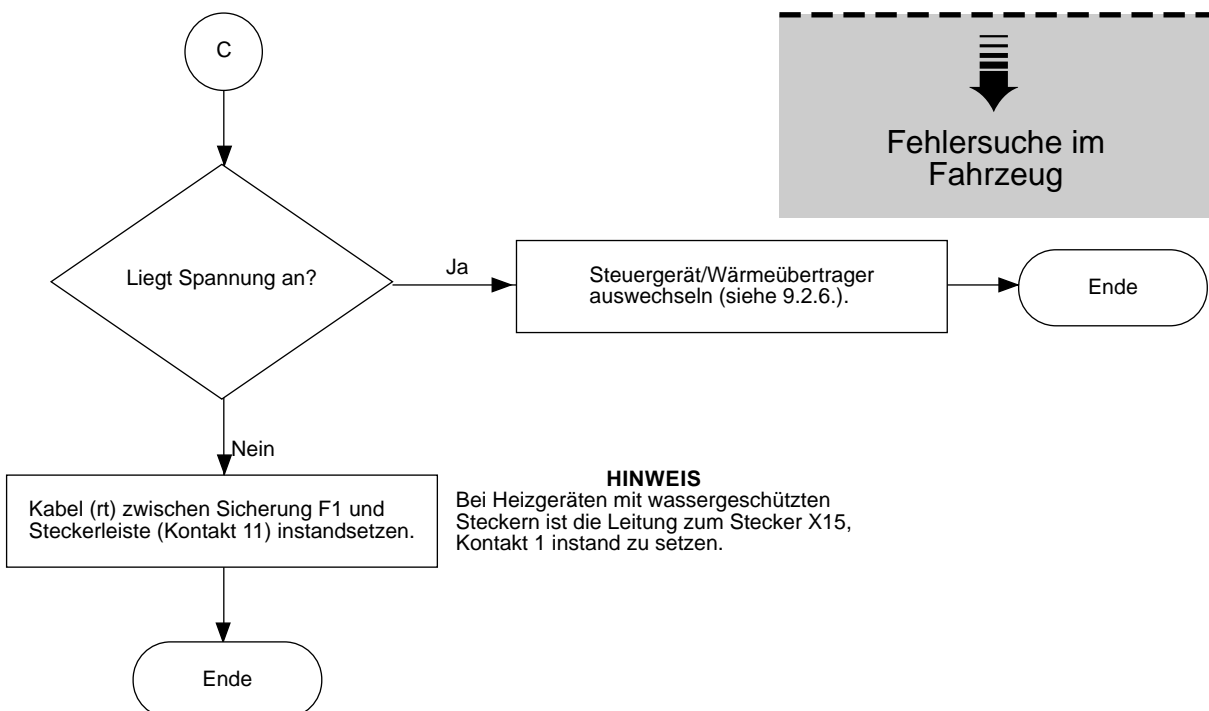 C
Fehlersuche im
Fahrzeug
Liegt Spannung an?
Ja
Steuergerät/Wärmeübertrager
auswechseln (siehe 9.2.6.).
Ende
Nein
Kabel (rt) zwischen Sicherung F1 und
Steckerleiste (Kontakt 11) instandsetzen.
HINWEIS
Bei Heizgeräten mit wassergeschützten
Steckern ist die Leitung zum Stecker X15,
Kontakt 1 instand zu setzen.
Ende